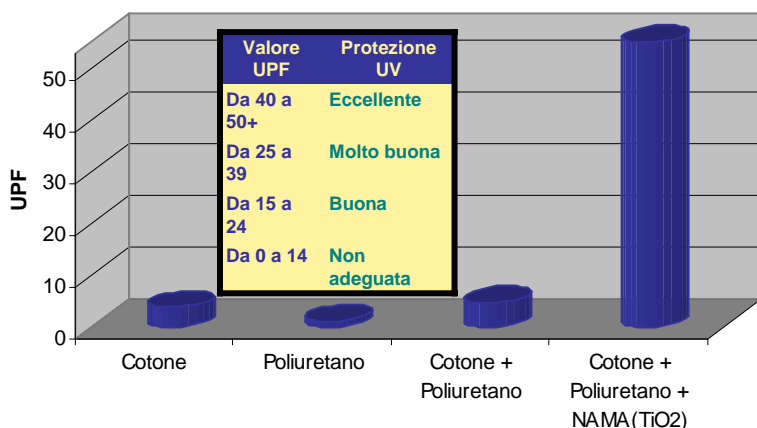 UPF
50
40
30
20
10
0
Valore Protezione
UPF UV
Da 40 a Eccellente
50+
Da 25 a Molto buona
39
Da 15 a Buona
24
Da 0 a 14 Non
adeguata
Cotone
Poliuretano
Cotone +
Poliuretano
Cotone +
Poliuretano +
NAMA(TiO2)